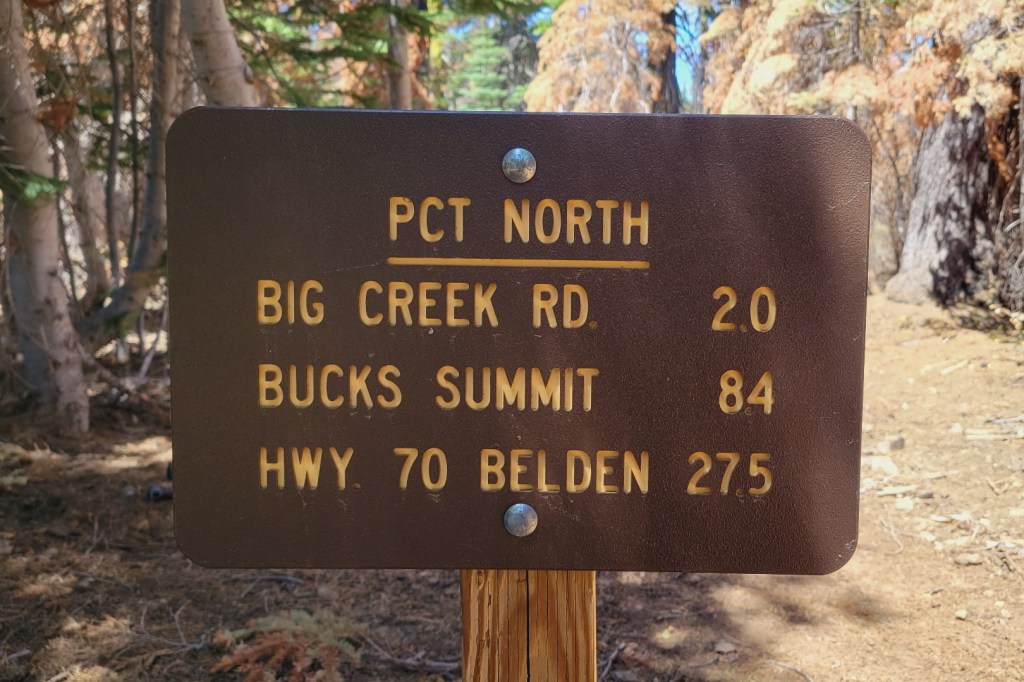 PCT NORTH
BIG CREEK RD. 2.0
BUCKS SUMMIT 8.4
HWY. 70 BELDEN 27.5